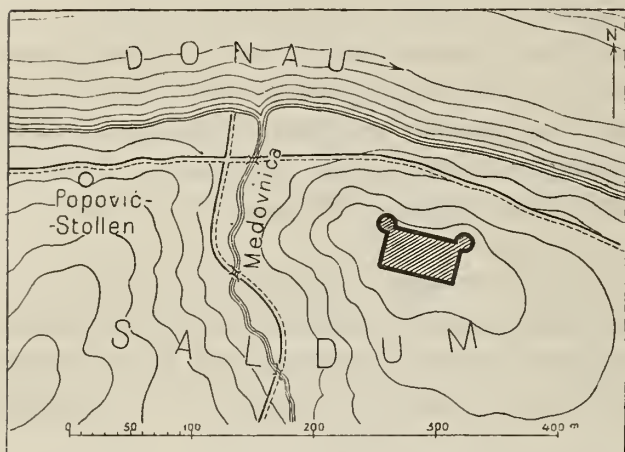 DONAU
N
Medovnica
Popović-
-Stollen
SALDUM
0 50 100 200 300 400 m